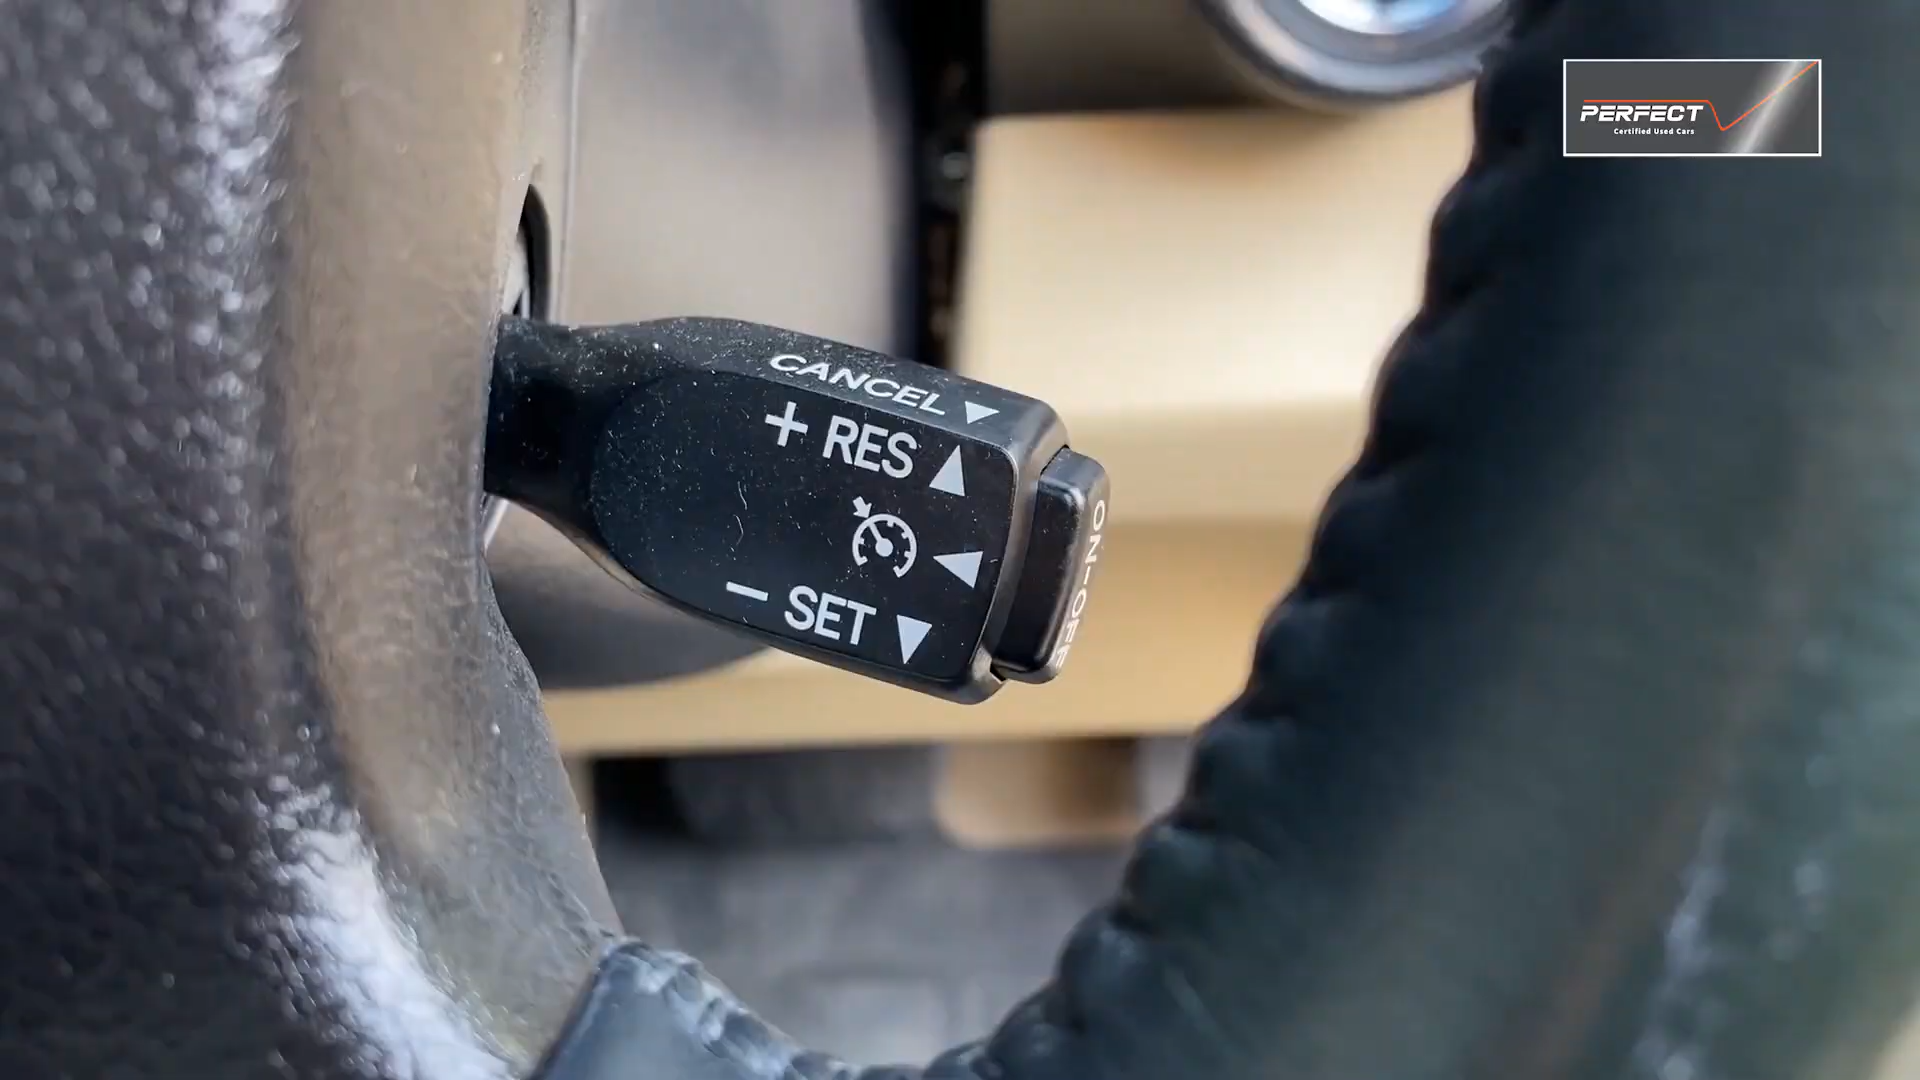 PERFECT
Certified Used Cars
CANCEL
+ RES
- SET
ON-OFF